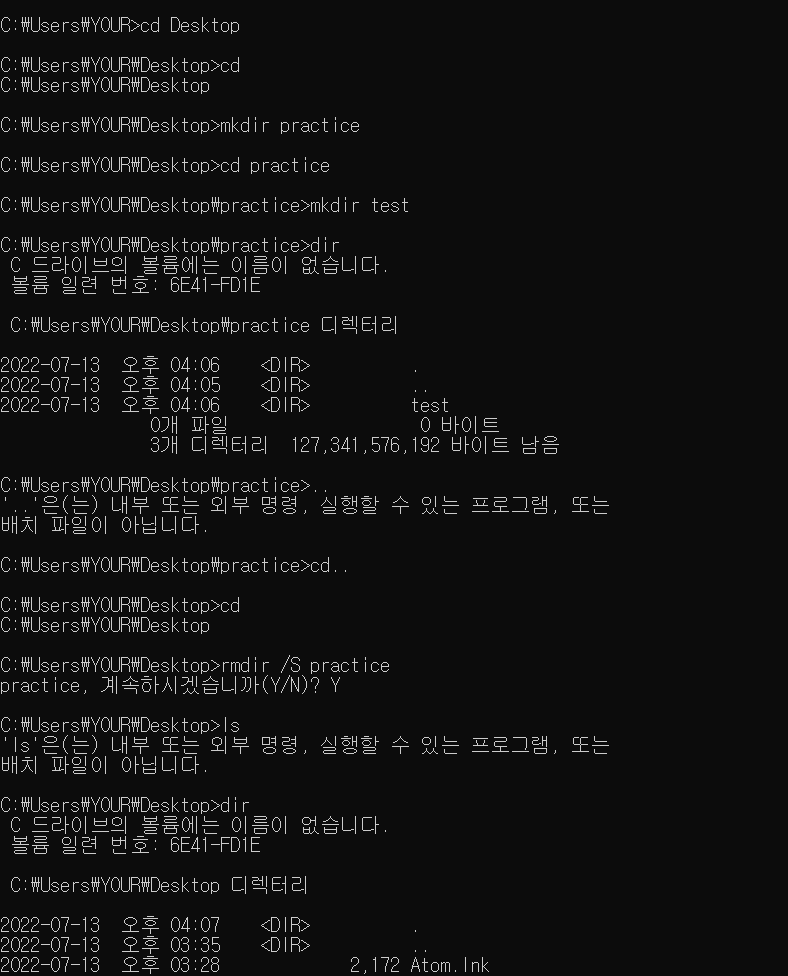 C:₩Users₩YOUR>cd Desktop
C:₩Users₩YOUR₩Desktop>cd
C:₩Users₩YOUR₩Desktop
C:₩Users₩YOUR₩Desktop>mkdir practice
C:₩Users₩YOUR₩Desktop>cd practice
C:₩Users₩YOUR₩Desktop₩practice>mkdir test
C:₩Users₩YOUR₩Desktop₩practice>dir
 C 드라이브의 볼륨에는 이름이 없습니다.
 볼륨 일련 번호: 6E41-FD1E
 C:₩Users₩YOUR₩Desktop₩practice 디렉터리
2022-07-13  오후 04:06    <DIR>          .
2022-07-13  오후 04:05    <DIR>          ..
2022-07-13  오후 04:06    <DIR>          test
               0개 파일                   0 바이트
               3개 디렉터리  127,341,576,192 바이트 남음
C:₩Users₩YOUR₩Desktop₩practice>..
'..'은(는) 내부 또는 외부 명령, 실행할 수 있는 프로그램, 또는
배치 파일이 아닙니다.
C:₩Users₩YOUR₩Desktop₩practice>cd..
C:₩Users₩YOUR₩Desktop>cd
C:₩Users₩YOUR₩Desktop
C:₩Users₩YOUR₩Desktop>rmdir /S practice
practice, 계속하시겠습니까(Y/N)? Y
C:₩Users₩YOUR₩Desktop>ls
'ls'은(는) 내부 또는 외부 명령, 실행할 수 있는 프로그램, 또는
배치 파일이 아닙니다.
C:₩Users₩YOUR₩Desktop>dir
 C 드라이브의 볼륨에는 이름이 없습니다.
 볼륨 일련 번호: 6E41-FD1E
 C:₩Users₩YOUR₩Desktop 디렉터리
2022-07-13  오후 04:07    <DIR>          .
2022-07-13  오후 03:35    <DIR>          ..
2022-07-13  오후 03:28             2,172 Atom.lnk